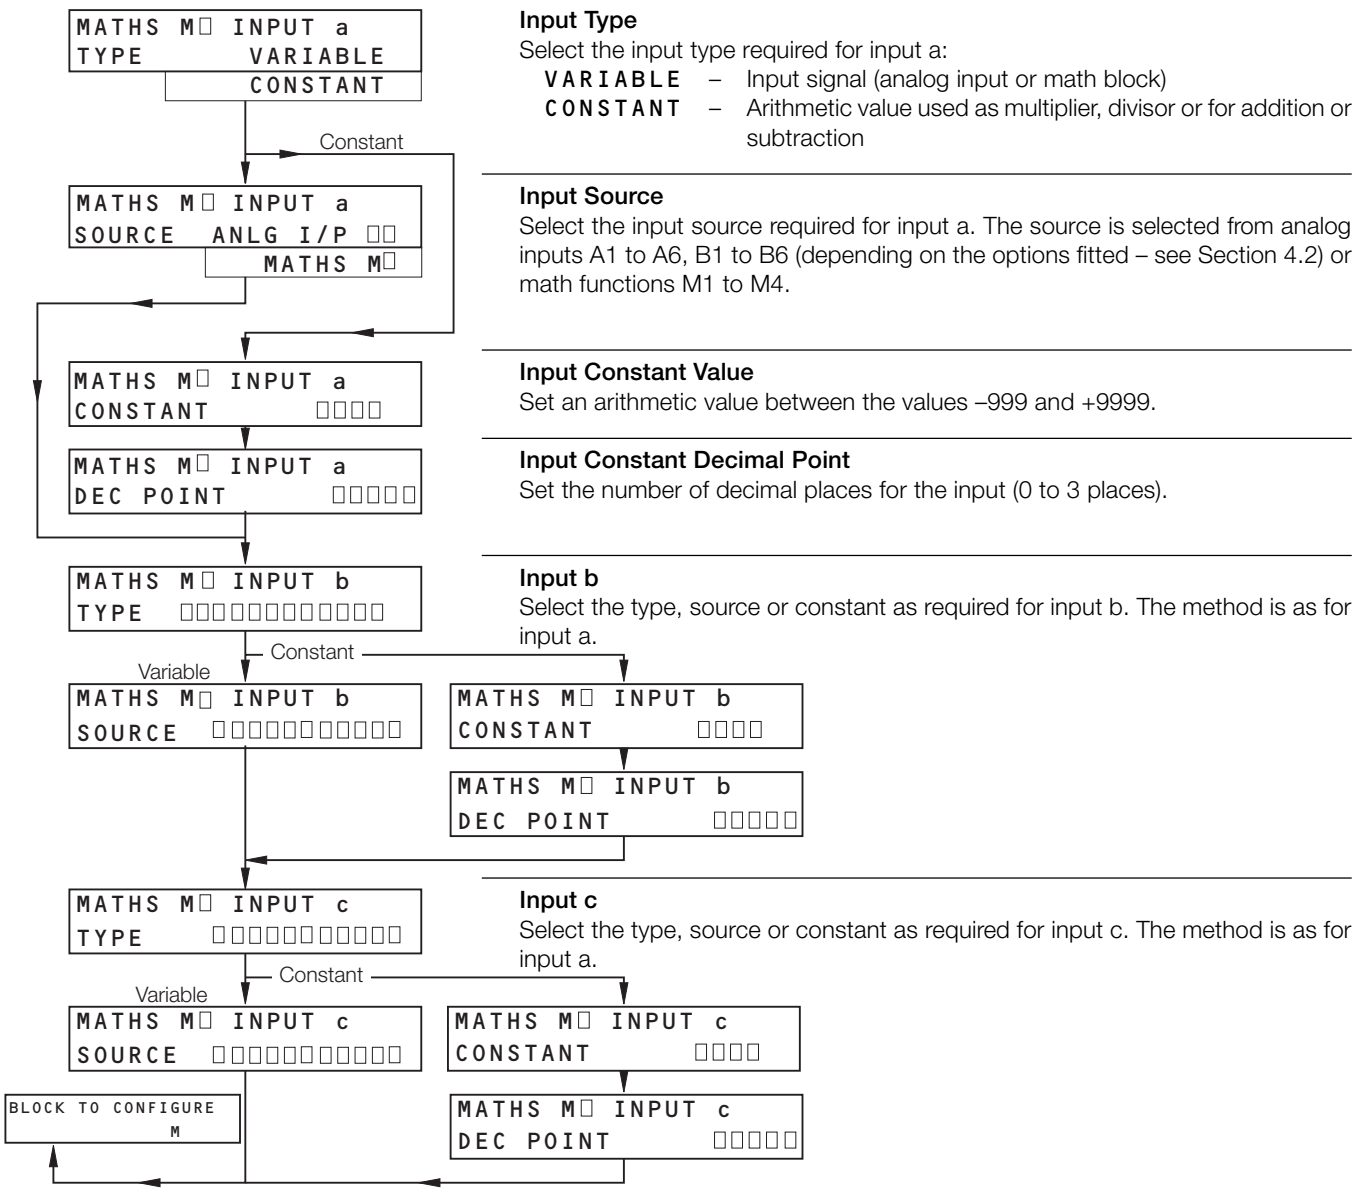 MATHS M□ INPUT a
TYPE VARIABLE
CONSTANT
Constant
MATHS M□ INPUT a
SOURCE ANLG I/P □□
MATHS M□
MATHS M□ INPUT a
CONSTANT □□□□
MATHS M□ INPUT a
DEC POINT □□□□□
MATHS M□ INPUT b
TYPE □□□□□□□□□□□□
Constant
Variable
MATHS M□ INPUT b
SOURCE □□□□□□□□□□□
MATHS M□ INPUT b
CONSTANT □□□□
MATHS M□ INPUT b
DEC POINT □□□□□
MATHS M□ INPUT c
TYPE □□□□□□□□□□□
Constant
Variable
MATHS M□ INPUT c
SOURCE □□□□□□□□□□□
MATHS M□ INPUT c
CONSTANT □□□□
MATHS M□ INPUT c
DEC POINT □□□□□
BLOCK TO CONFIGURE
M
Input Type
Select the input type required for input a:
VARIABLE – Input signal (analog input or math block)
CONSTANT – Arithmetic value used as multiplier, divisor or for addition or
subtraction
Input Source
Select the input source required for input a. The source is selected from analog
inputs A1 to A6, B1 to B6 (depending on the options fitted – see Section 4.2) or
math functions M1 to M4.
Input Constant Value
Set an arithmetic value between the values –999 and +9999.
Input Constant Decimal Point
Set the number of decimal places for the input (0 to 3 places).
Input b
Select the type, source or constant as required for input b. The method is as for
input a.
Input c
Select the type, source or constant as required for input c. The method is as for
input a.